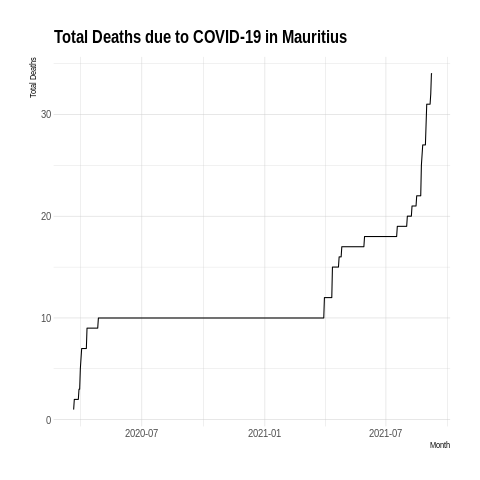 Total Deaths due to COVID-19 in Mauritius
Total Deaths
30
20
10
0
2020-07 2021-01 2021-07
Month